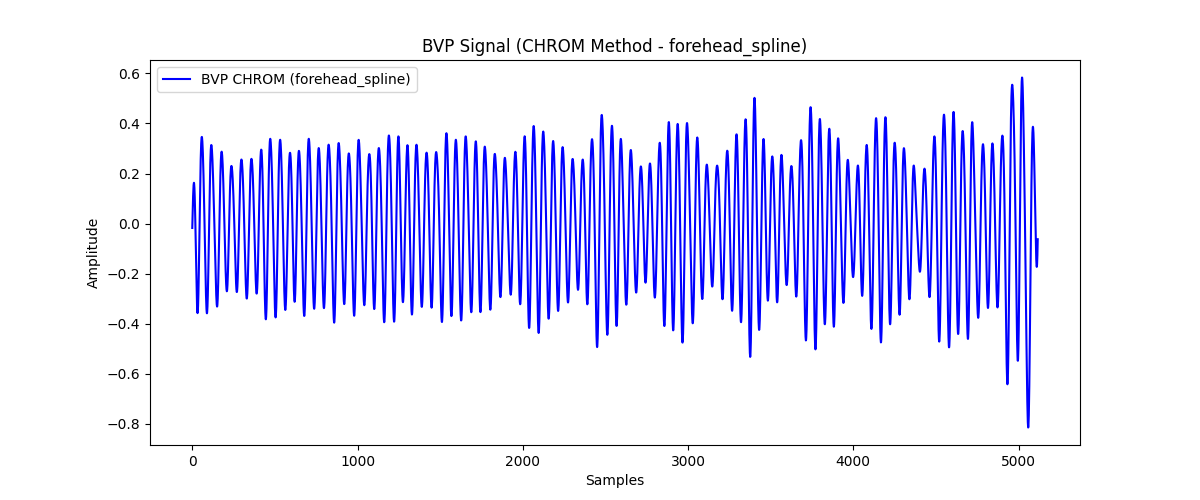 BVP Signal (CHROM Method - forehead_spline)
BVP CHROM (forehead_spline)
0.6
0.4
0.2
0.0
−0.2
−0.4
−0.6
−0.8
Amplitude
0 1000 2000 3000 4000 5000
Samples